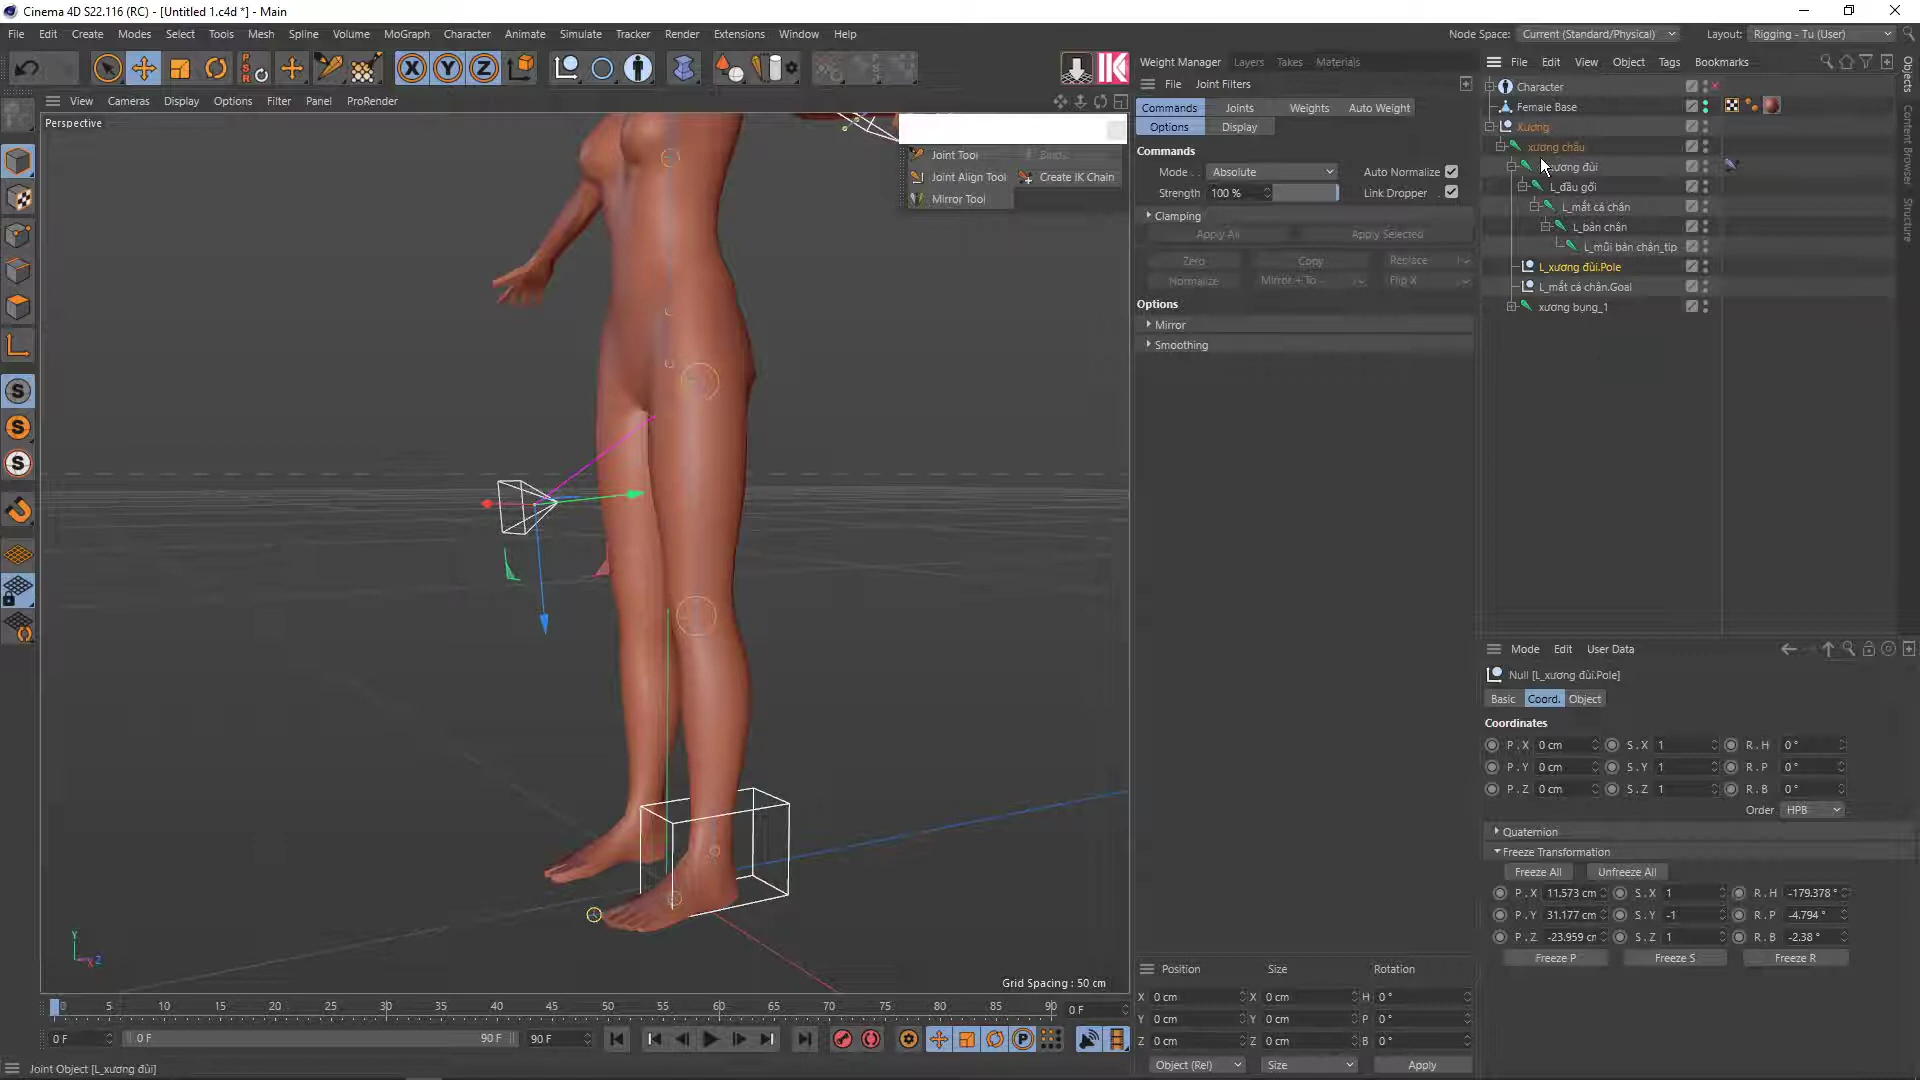 Cinema 4D S22.116 (RC) - [Untitled 1.c4d *] - Main
File Edit Create Modes Select Tools Mesh Spline Volume MoGraph Character Animate Simulate Tracker Render Extensions Window Help
Node Space: Current (Standard/Physical) Layout: Rigging - Tu (User)
PSR X Y Z IK
Weight Manager Layers Takes Materials
File Joint Filters
Commands Joints Weights Auto Weight
Options Display
Commands
Mode . . Absolute Auto Normalize
Strength 100 % Link Dropper
Clamping
Apply All Apply Selected
Zero Copy Replace
Normalize Mirror + To Flip X
Options
Mirror
Smoothing
File Edit View Object Tags Bookmarks
Character
Female Base
Xương
xương chậu
xương đùi
L_đầu gối
L_mắt cá chân
L_bàn chân
L_mũi bàn chân_tip
L_xương đùi.Pole
L_mắt cá chân.Goal
xương bụng_1
Objects
Content Browser
Structure
View Cameras Display Options Filter Panel ProRender
Perspective
Joint Tool
Joint Align Tool Create IK Chain
Mirror Tool
Y
X Z
Grid Spacing : 50 cm
Mode Edit User Data
Null [L_xương đùi.Pole]
Basic Coord. Object
Coordinates
P . X 0 cm S . X 1 R . H 0 °
P . Y 0 cm S . Y 1 R . P 0 °
P . Z 0 cm S . Z 1 R . B 0 °
Order HPB
Quaternion
Freeze Transformation
Freeze All Unfreeze All
P . X 11.573 cm S . X 1 R . H -179.378 °
P . Y 31.177 cm S . Y -1 R . P -4.794 °
P . Z -23.959 cr S . Z 1 R . B -2.38 °
Freeze P Freeze S Freeze R
Position Size Rotation
X 0 cm X 0 cm H 0 °
Y 0 cm Y 0 cm P 0 °
Z 0 cm Z 0 cm B 0 °
Object (Rel) Size Apply
0 5 10 15 20 25 30 35 40 45 50 55 60 65 70 75 80 85 90 0 F
0 F 0 F 90 F 90 F
Joint Object [L_xương đùi]